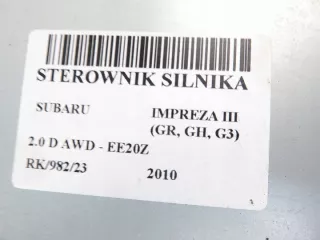 STEROWNIK SILNIKA
SUBARU IMPREZA III
(GR, GH, G3)
2.0 D AWD - EE20Z
RK/982/23 2010